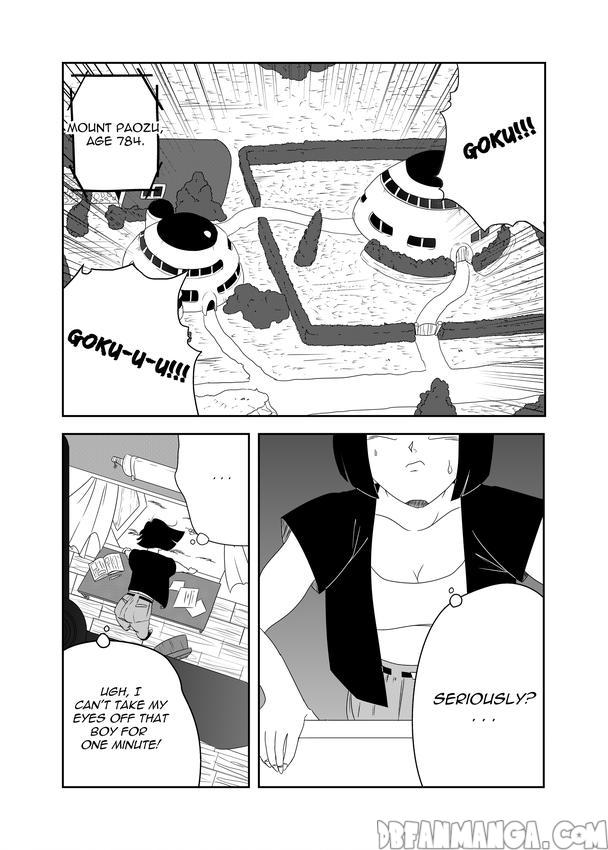 MOUNT PAOZU,
AGE 784.
GOKU!!!
GOKU-U-U!!!
. . .
UGH, I
CAN'T TAKE MY
EYES OFF THAT
BOY FOR
ONE MINUTE!
SERIOUSLY?
. . .
DBFANMANGA.COM